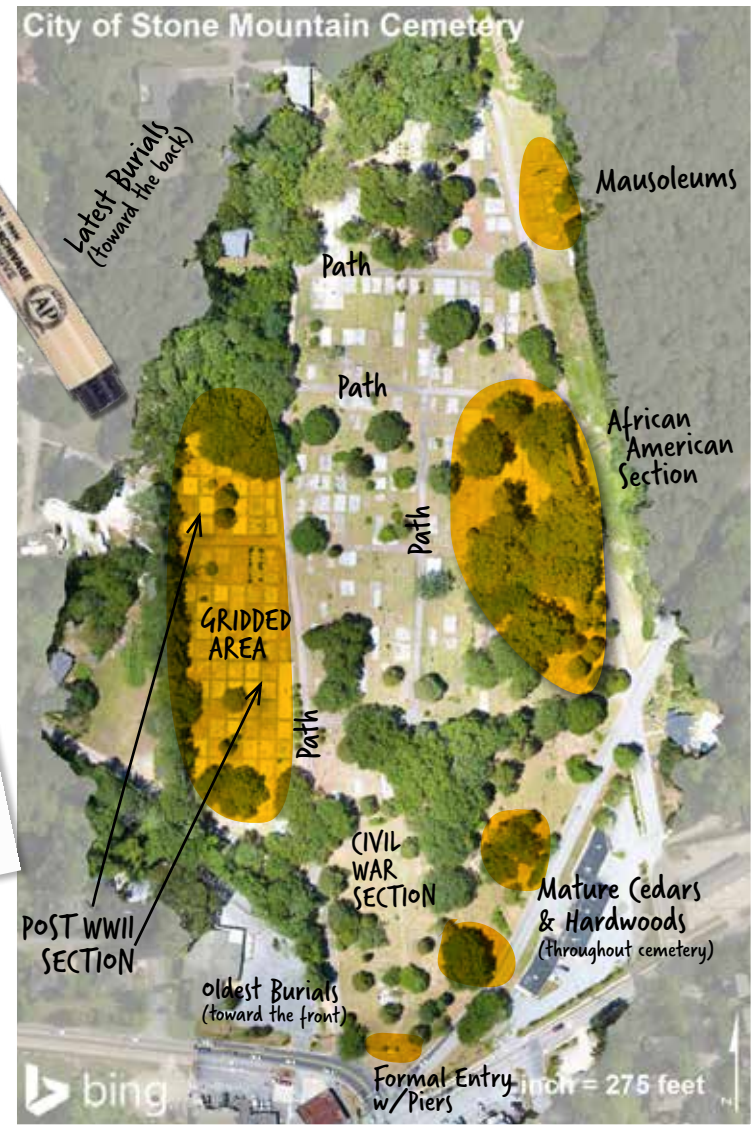 City of Stone Mountain Cemetery
Latest Burials
(toward the back)
Mausoleums
AP
Path
Path
African
American
Section
Path
GRIDDED
AREA
Path
CIVIL
WAR
SECTION
Mature Cedars
& Hardwoods
(throughout cemetery)
POST WWII
SECTION
Oldest Burials
(toward the front)
Formal Entry
w/Piers
inch = 275 feet
bing
N